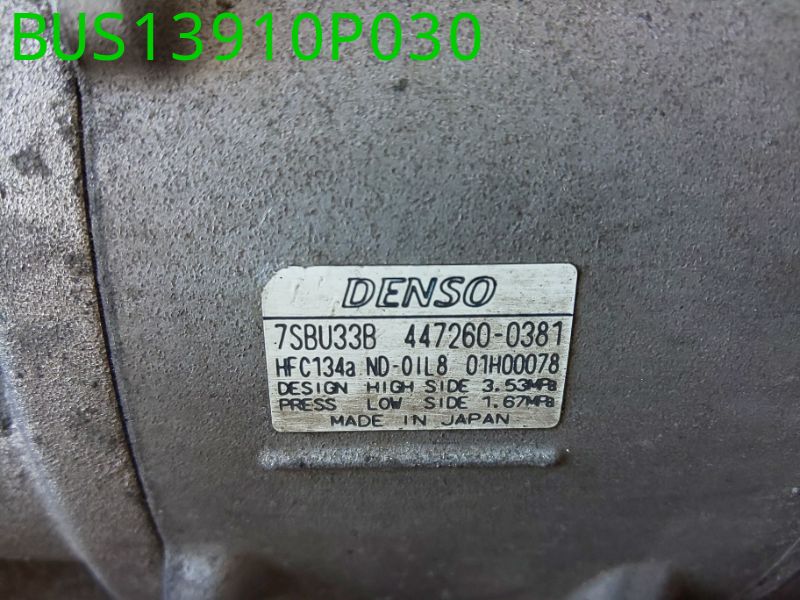 BUS13910P030
DENSO
7SBU33B 447260-0381
HFC134a ND-OIL8 01H00078
DESIGN HIGH SIDE 3.53MPa
PRESS LOW SIDE 1.67MPa
MADE IN JAPAN